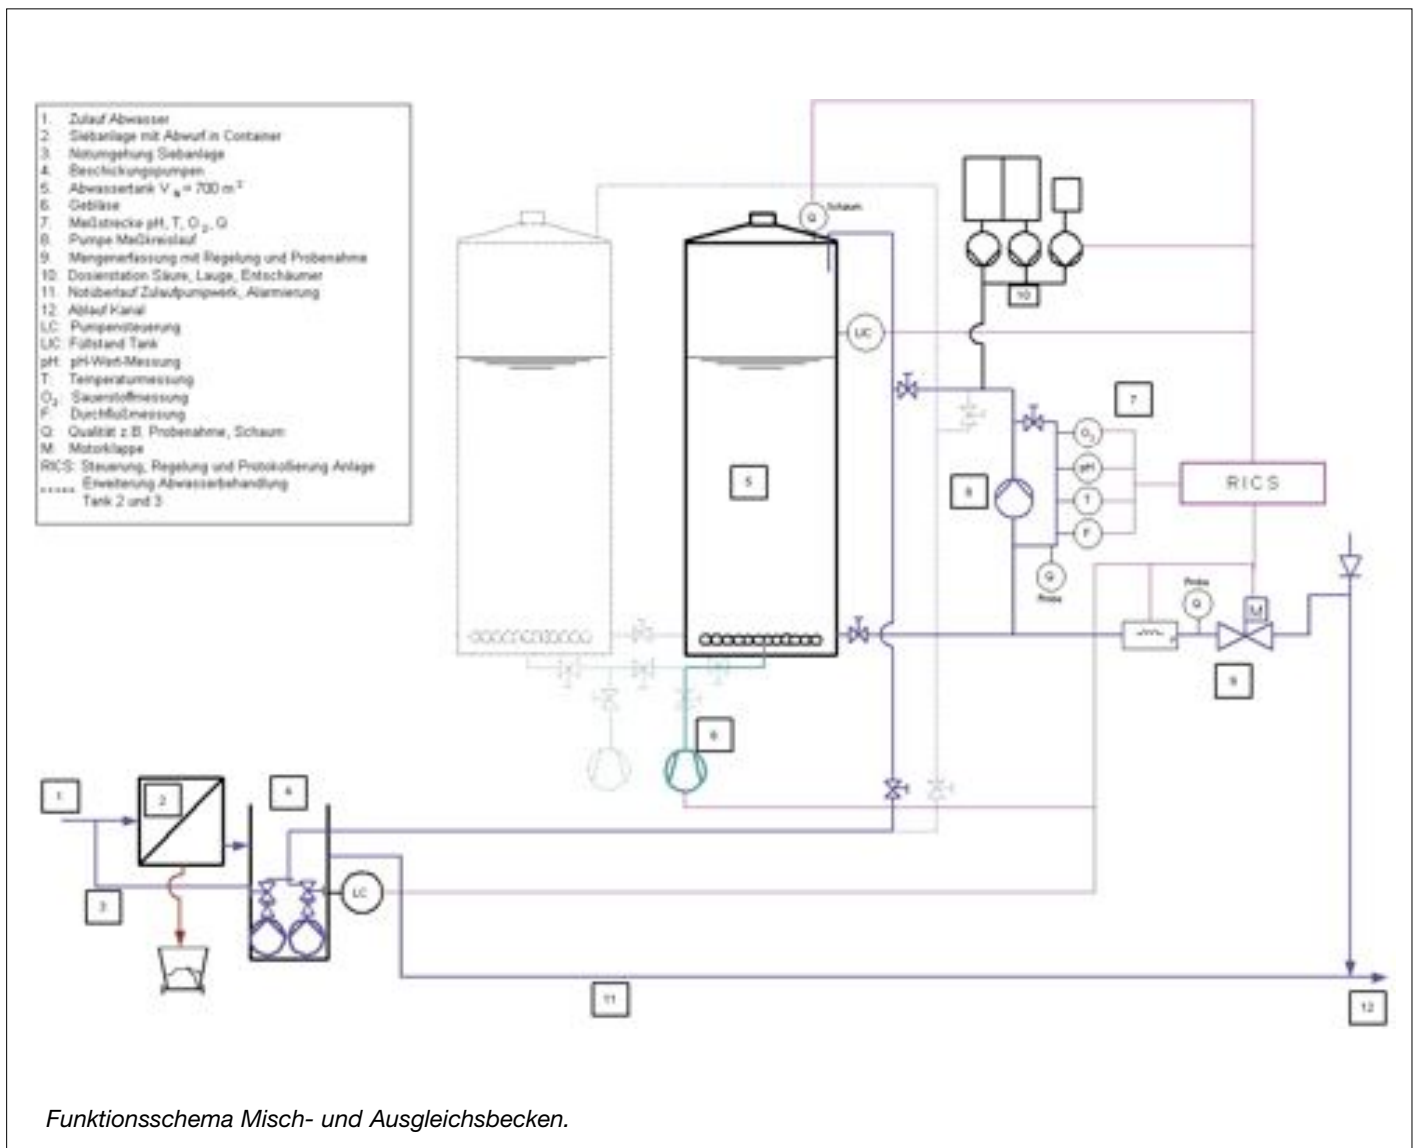 1. Zulauf Abwasser
2 Siebanlage mit Abwurf in Container
3. Notumgehung Siebanlage
4. Beschickungspumpen
5. Abwassertank V = 700 m³
6. Gebläse
7. Meßstrecke pH, T, O₂, Q
8. Pumpe Meßkreislauf
9. Mengenerfassung mit Regelung und Probenahme
10: Dosierstation Säure, Lauge, Entschäumer
11. Notüberlauf Zulaufpumpwerk, Alarmierung
12: Ablauf Kanal
LC: Pumpensteuerung
LIC: Füllstand Tank
pH: pH-Wert-Messung
T: Temperaturmessung
O₂ Sauerstoffmessung
F: Durchflußmessung
Q: Qualität z.B. Probenahme, Schaum
M: Motorklappe
RICS: Steuerung, Regelung und Protokollierung Anlage
Erweiterung Abwasserbehandlung
Tank 2 und 3
Q
Schaum
10
LIC
7
O₂
5
8
pH
RICS
T
F
Q
Probe
Probe
Q
M
9
6
1
2
4
3
LC
11
12
Funktionsschema Misch- und Ausgleichsbecken.